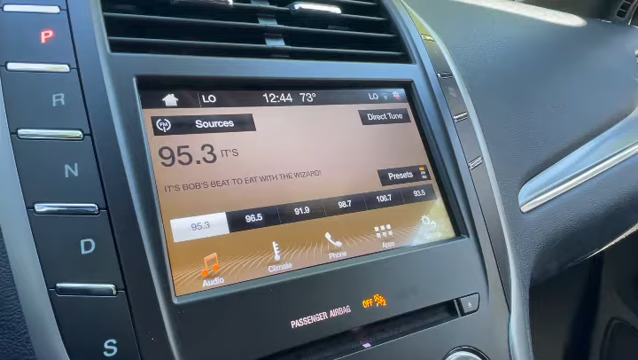 P
R
N
D
S
LO 12:44 73° LO
FM Sources Direct Tune
95.3 IT'S
IT'S BOB'S BEAT TO EAT WITH THE WIZARD!
Presets
95.3 96.5 91.9 98.7 106.7 93.5
Audio Climate Phone Apps
PASSENGER AIRBAG OFF